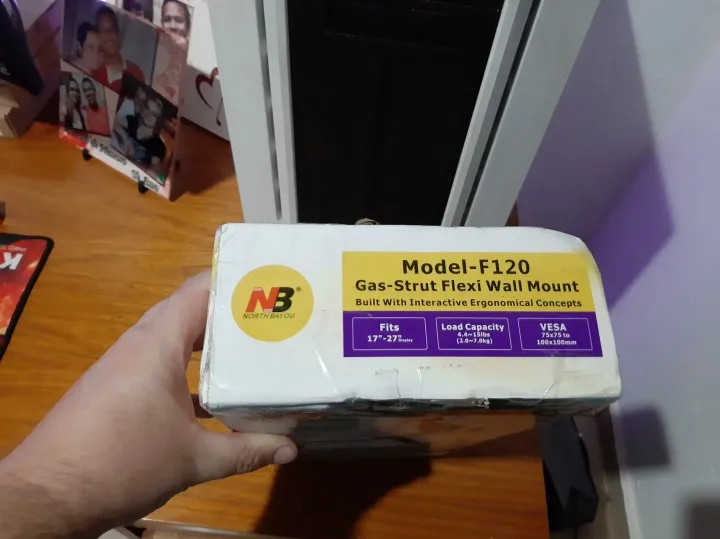 NB®
NORTH BAYOU
Model-F120
Gas-Strut Flexi Wall Mount
Built With Interactive Ergonomical Concepts
Fits
17"-27"
Load Capacity
4.4~15lbs
(2.0~7.0kg)
VESA
75x75 to
100x100mm
K